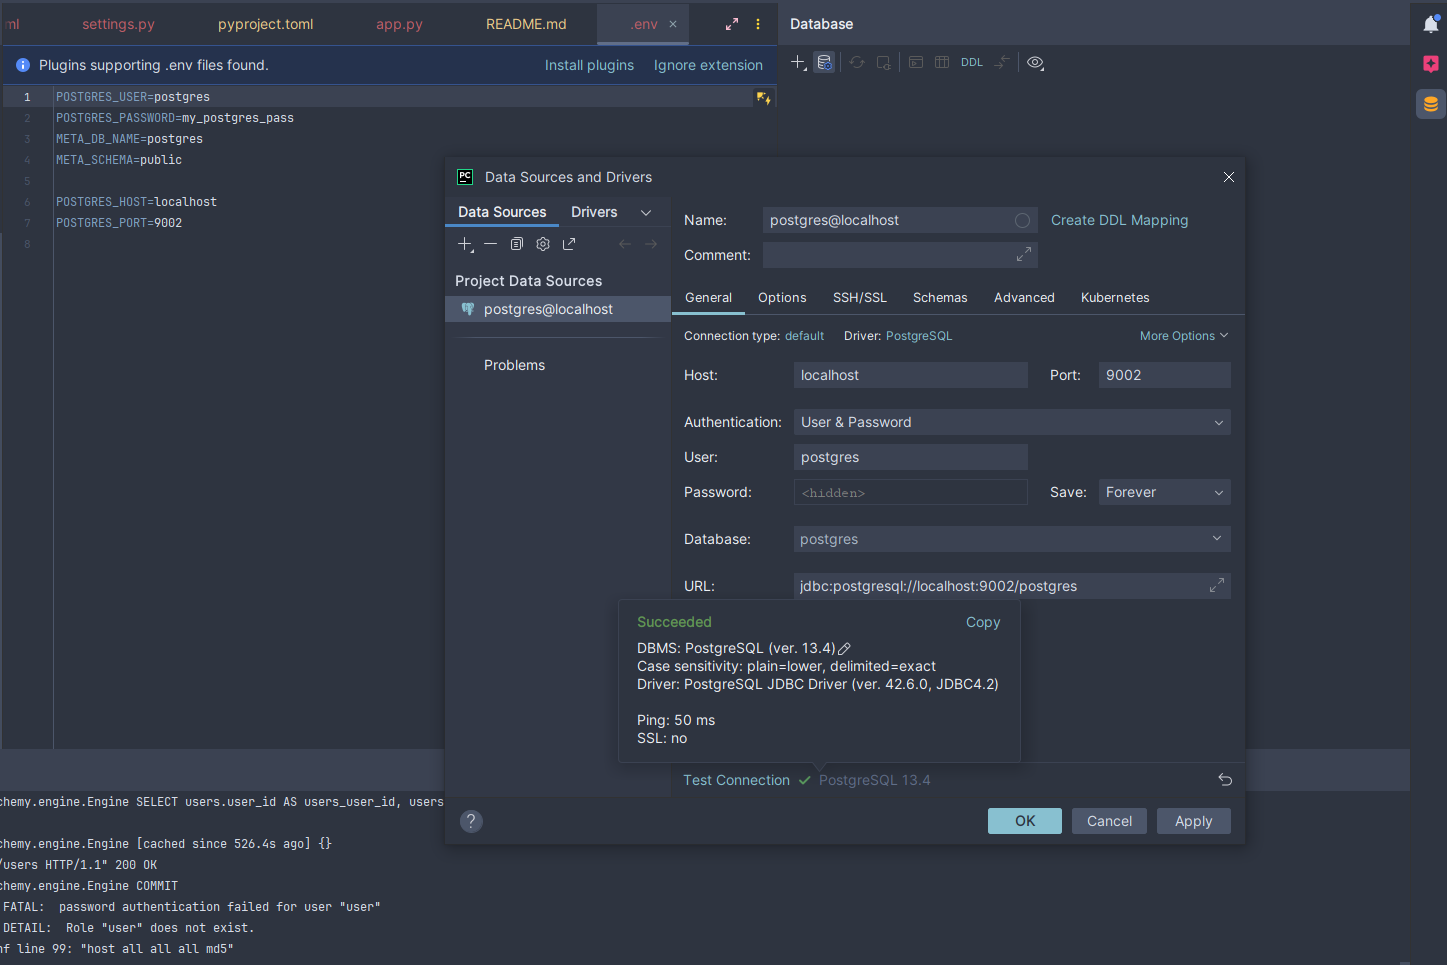 ml settings.py pyproject.toml app.py README.md .env Database
Plugins supporting .env files found. Install plugins Ignore extension DDL
1 POSTGRES_USER=postgres
2 POSTGRES_PASSWORD=my_postgres_pass
3 META_DB_NAME=postgres
4 META_SCHEMA=public
5
6 POSTGRES_HOST=localhost
7 POSTGRES_PORT=9002
8
PC Data Sources and Drivers
Data Sources Drivers
Project Data Sources
postgres@localhost
Problems
Name: postgres@localhost Create DDL Mapping
Comment:
General Options SSH/SSL Schemas Advanced Kubernetes
Connection type: default Driver: PostgreSQL More Options
Host: localhost Port: 9002
Authentication: User & Password
User: postgres
Password: <hidden> Save: Forever
Database: postgres
URL: jdbc:postgresql://localhost:9002/postgres
Succeeded Copy
DBMS: PostgreSQL (ver. 13.4)
Case sensitivity: plain=lower, delimited=exact
Driver: PostgreSQL JDBC Driver (ver. 42.6.0, JDBC4.2)
Ping: 50 ms
SSL: no
Test Connection PostgreSQL 13.4
? OK Cancel Apply
chemy.engine.Engine SELECT users.user_id AS users_user_id, users
chemy.engine.Engine [cached since 526.4s ago] {}
/users HTTP/1.1" 200 OK
chemy.engine.Engine COMMIT
FATAL:  password authentication failed for user "user"
DETAIL:  Role "user" does not exist.
nf line 99: "host all all all md5"